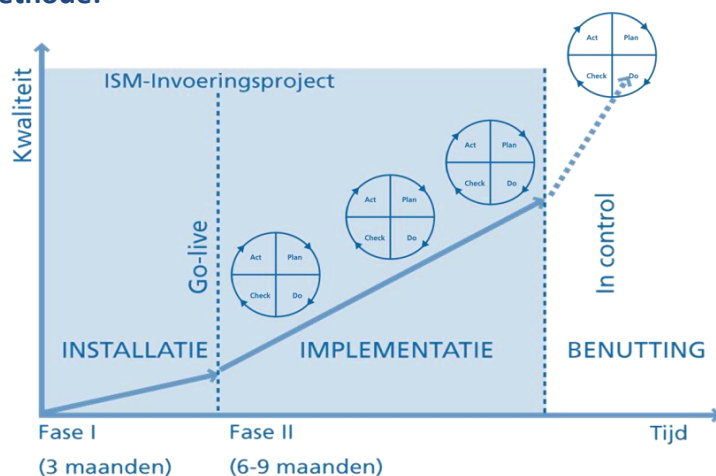 Kwaliteit
ISM-Invoeringsproject
Act Plan
Check Do
Act Plan
Check Do
Act Plan
Check Do
Act Plan
Check Do
Go-live
In control
INSTALLATIE
IMPLEMENTATIE
BENUTTING
Fase I
Fase II
Tijd
(3 maanden)
(6-9 maanden)